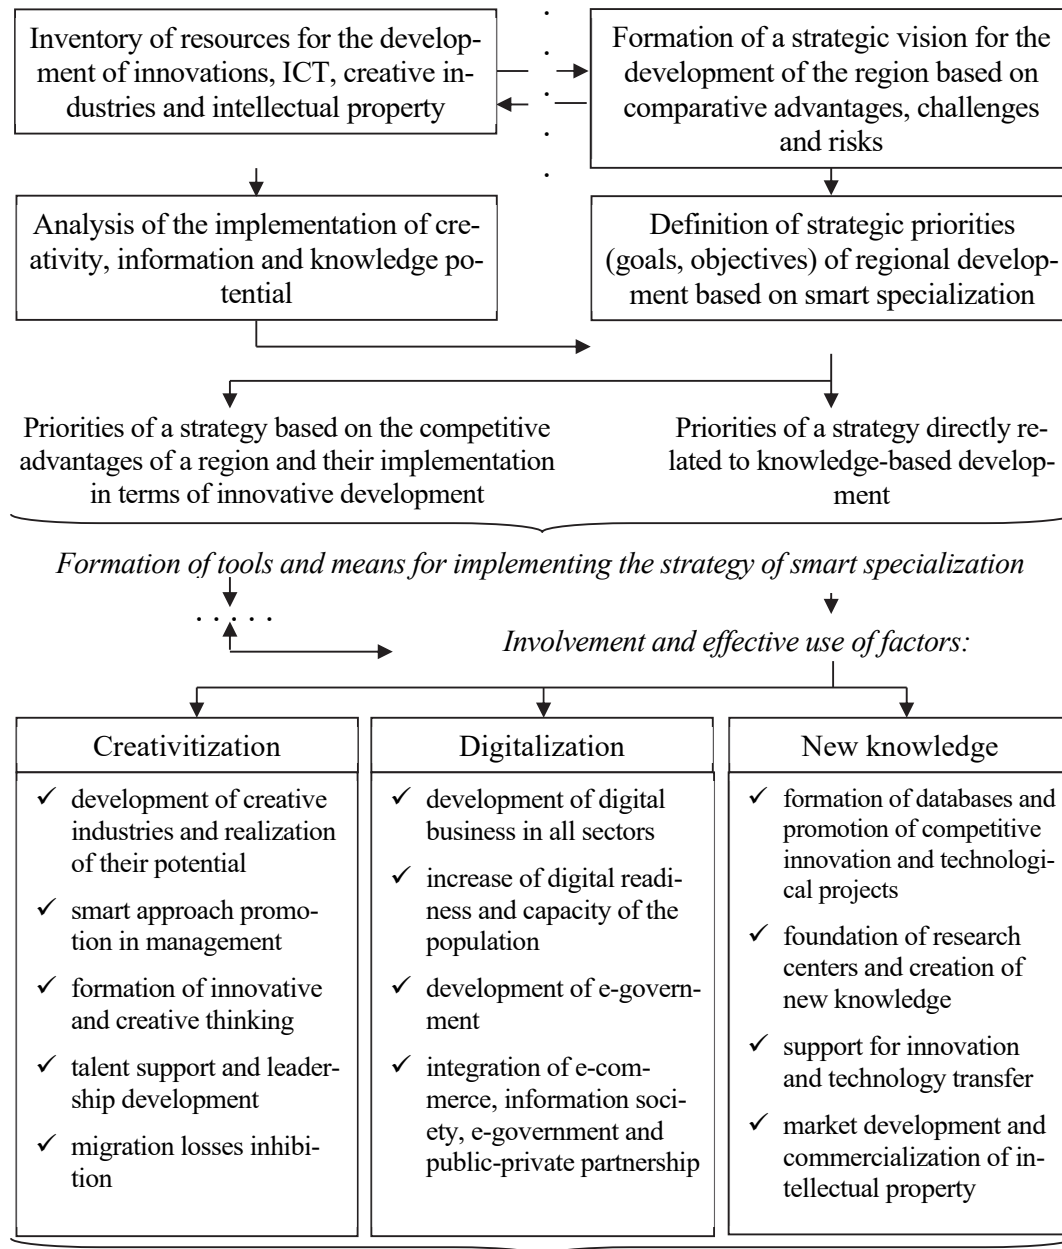 Inventory of resources for the develop-
ment of innovations, ICT, creative in-
dustries and intellectual property
Formation of a strategic vision for the
development of the region based on
comparative advantages, challenges
and risks
Analysis of the implementation of cre-
ativity, information and knowledge po-
tential
Definition of strategic priorities
(goals, objectives) of regional develop-
ment based on smart specialization
Priorities of a strategy based on the competitive
advantages of a region and their implementation
in terms of innovative development
Priorities of a strategy directly re-
lated to knowledge-based develop-
ment
Formation of tools and means for implementing the strategy of smart specialization
. . . . .
Involvement and effective use of factors:
Creativitization
✓ development of creative
industries and realization
of their potential
✓ smart approach promo-
tion in management
✓ formation of innovative
and creative thinking
✓ talent support and leader-
ship development
✓ migration losses inhibi-
tion
Digitalization
✓ development of digital
business in all sectors
✓ increase of digital readi-
ness and capacity of the
population
✓ development of e-govern-
ment
✓ integration of e-com-
merce, information soci-
ety, e-government and
public-private partnership
New knowledge
✓ formation of databases and
promotion of competitive
innovation and technologi-
cal projects
✓ foundation of research
centers and creation of
new knowledge
✓ support for innovation
and technology transfer
✓ market development and
commercialization of in-
tellectual property